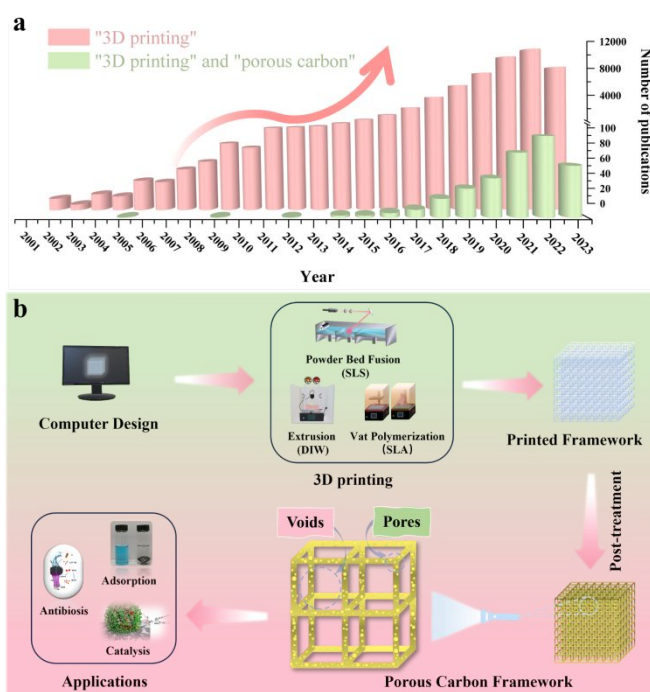 a
"3D printing"
"3D printing" and "porous carbon"
12000
4000
100
80
60
40
20
0
Number of publications
2001
2002
2003
2004
2005
2006
2007
2008
2009
2010
2011
2012
2013
2014
2015
2016
2017
2018
2019
2020
2021
2022
2023
Year
b
Computer Design
Powder Bed Fusion
(SLS)
Extrusion
(DIW)
Vat Polymerization
(SLA)
3D printing
Printed Framework
Post-treatment
Voids
Pores
Porous Carbon Framework
Adsorption
Antibiosis
Catalysis
Applications